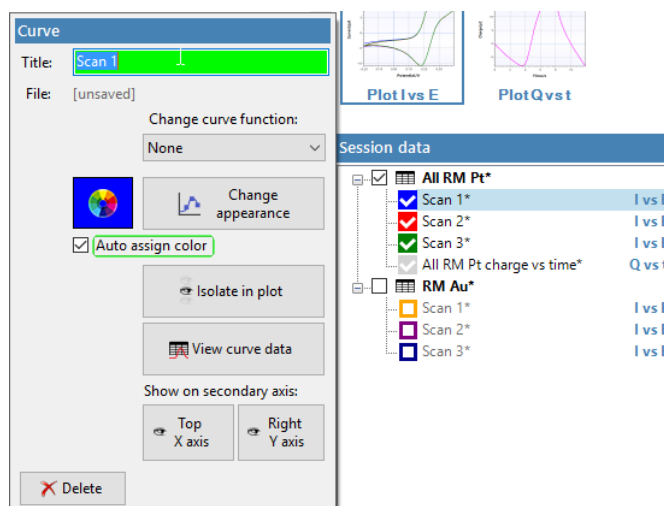 Curve
Title:
Scan 1
File:
[unsaved]
Change curve function:
None
Change
appearance
Auto assign color
Isolate in plot
View curve data
Show on secondary axis:
Top
X axis
Right
Y axis
Delete
Plot I vs E
Plot Q vs t
Session data
All RM Pt*
Scan 1* I vs
Scan 2* I vs
Scan 3* I vs
All RM Pt charge vs time* Q vs
RM Au*
Scan 1* I vs
Scan 2* I vs
Scan 3* I vs